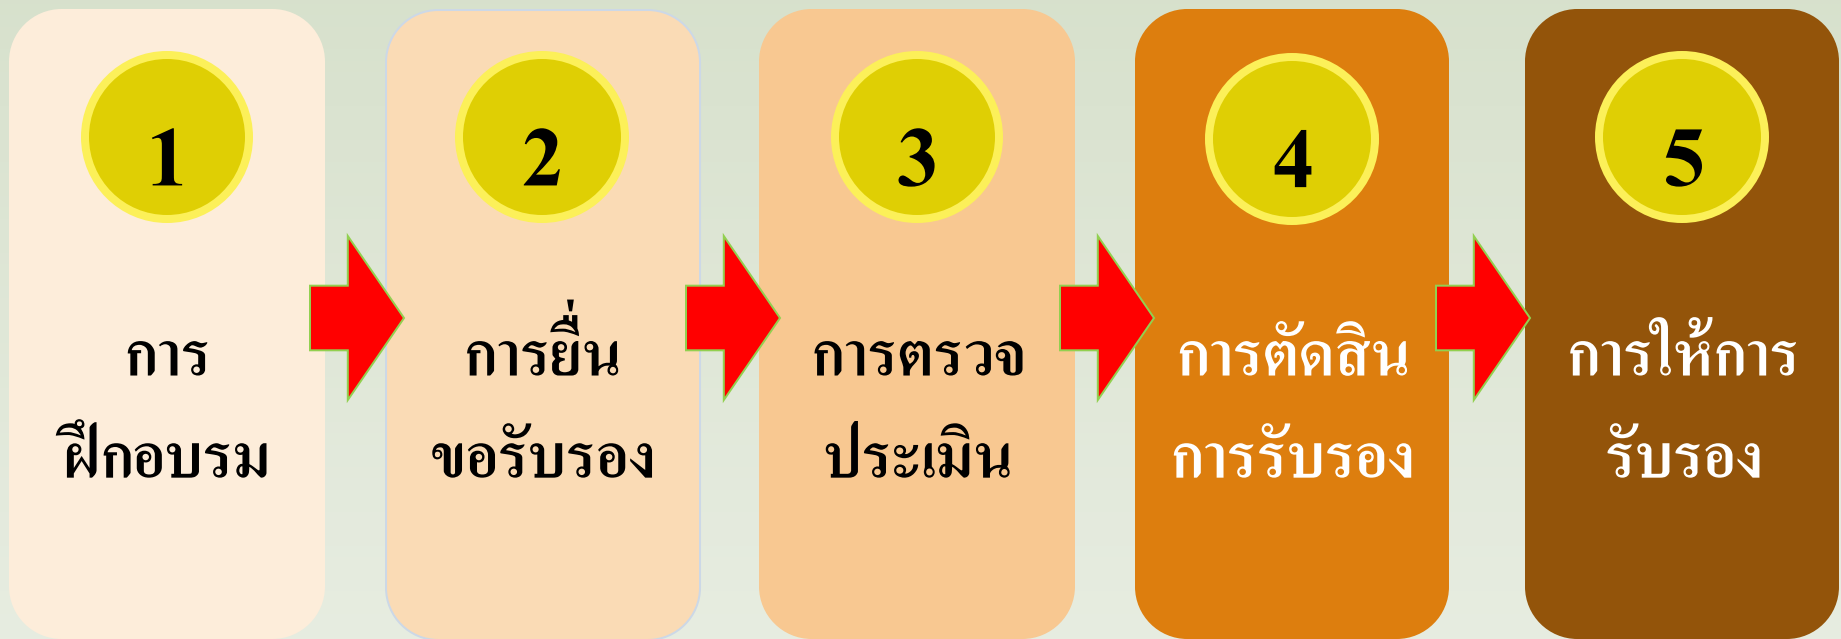 1
การ
ฝึกอบรม
2
การยื่น
ขอรับรอง
3
การตรวจ
ประเมิน
4
การตัดสิน
การรับรอง
5
การให้การ
รับรอง